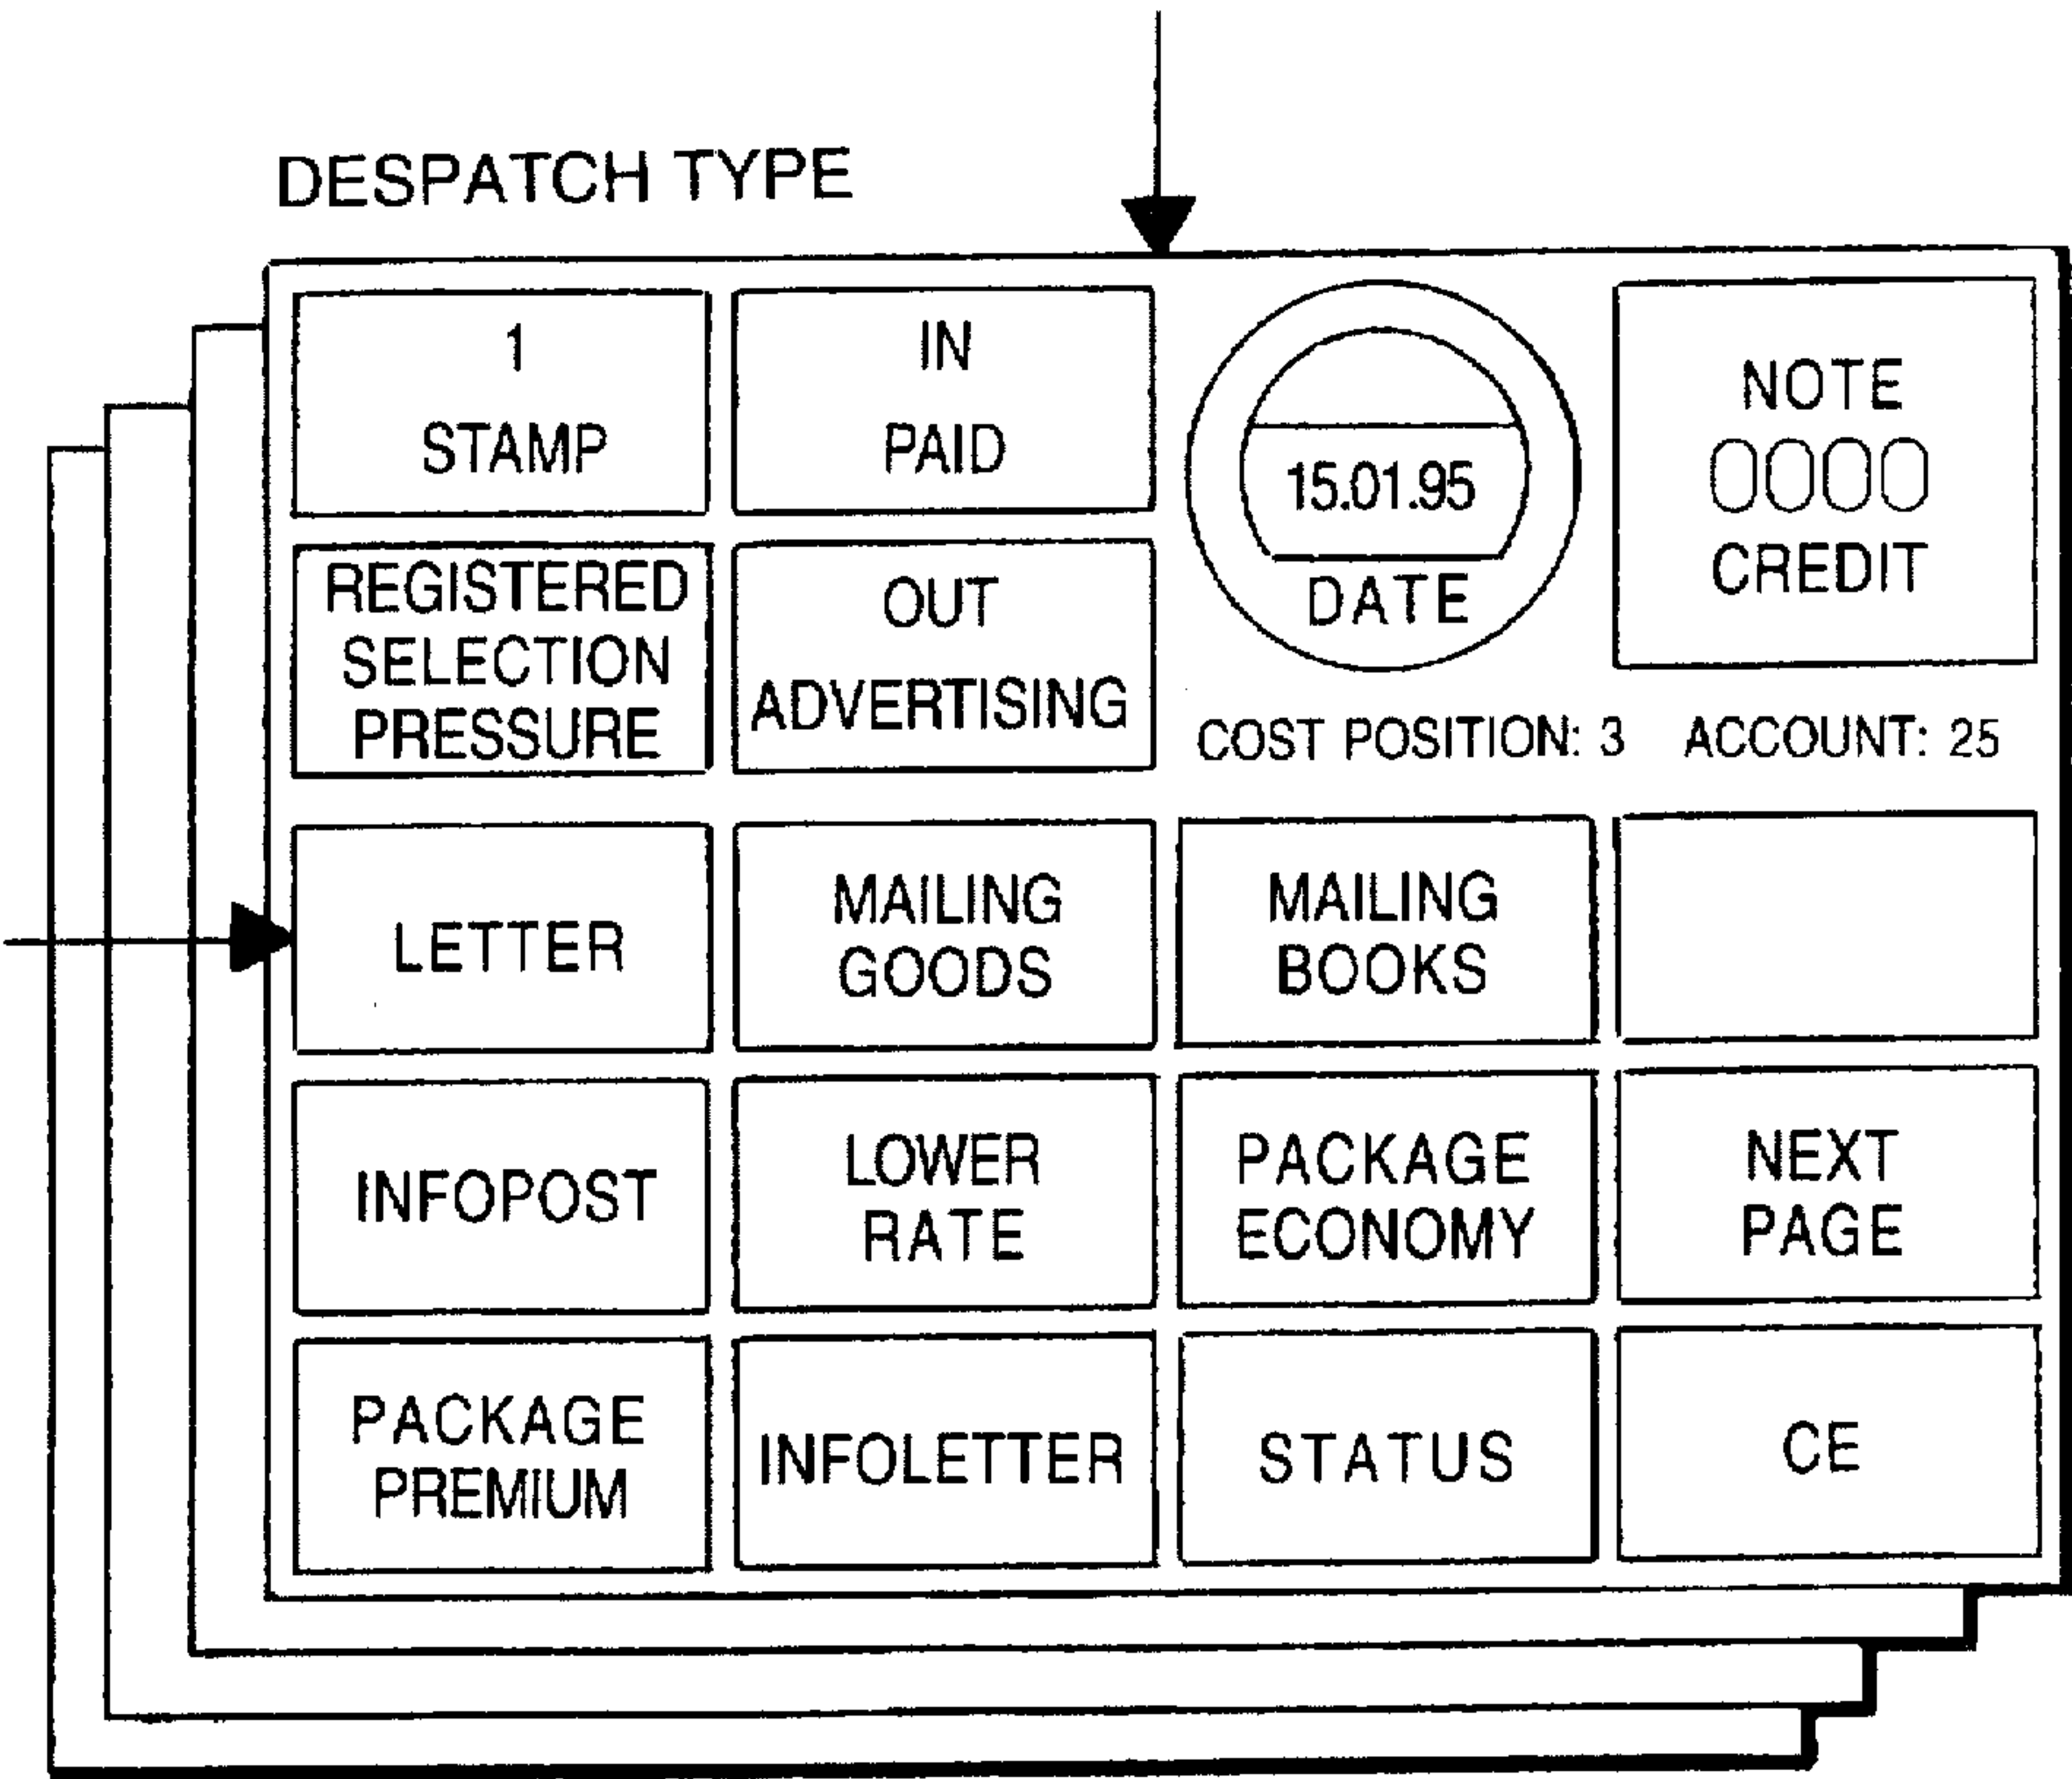 DESPATCH TYPE
1
STAMP
IN
PAID
15.01.95
DATE
NOTE
0000
CREDIT
REGISTERED
SELECTION
PRESSURE
OUT
ADVERTISING
COST POSITION: 3 ACCOUNT: 25
LETTER
MAILING
GOODS
MAILING
BOOKS
INFOPOST
LOWER
RATE
PACKAGE
ECONOMY
NEXT
PAGE
PACKAGE
PREMIUM
INFOLETTER
STATUS
CE